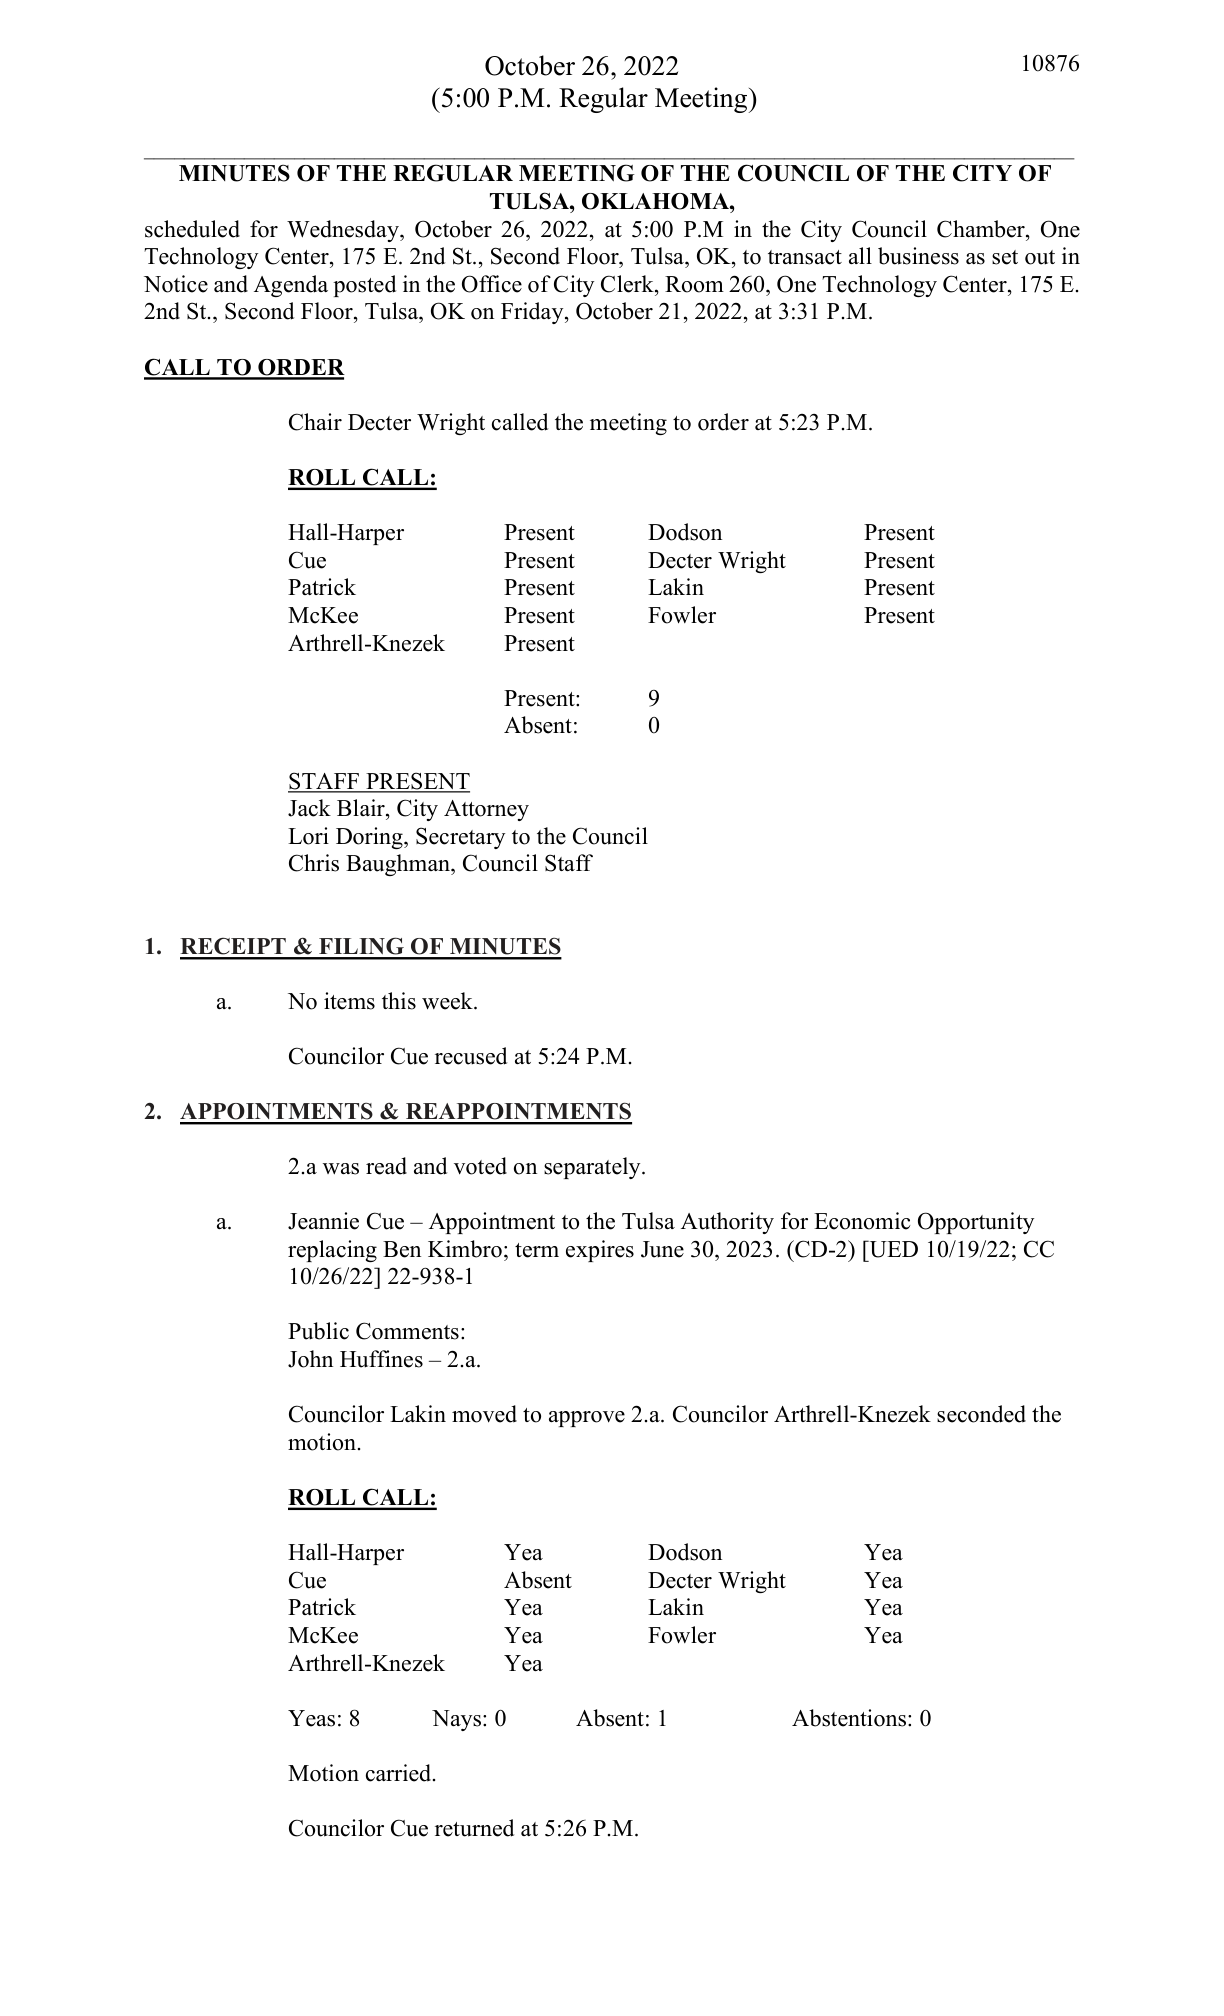 October 26, 2022
10876
(5:00 P.M. Regular Meeting)
MINUTES OF THE REGULAR MEETING OF THE COUNCIL OF THE CITY OF
TULSA, OKLAHOMA,
scheduled for Wednesday, October 26, 2022, at 5:00 P.M in the City Council Chamber, One
Technology Center, 175 E. 2nd St., Second Floor, Tulsa, OK, to transact all business as set out in
Notice and Agenda posted in the Office of City Clerk, Room 260, One Technology Center, 175 E.
2nd St., Second Floor, Tulsa, OK on Friday, October 21, 2022, at 3:31 P.M.
CALL TO ORDER
Chair Decter Wright called the meeting to order at 5:23 P.M.
ROLL CALL:
Hall-Harper Present Dodson Present
Cue Present Decter Wright Present
Patrick Present Lakin Present
McKee Present Fowler Present
Arthrell-Knezek Present
Present: 9
Absent: 0
STAFF PRESENT
Jack Blair, City Attorney
Lori Doring, Secretary to the Council
Chris Baughman, Council Staff
1. RECEIPT & FILING OF MINUTES
a. No items this week.
Councilor Cue recused at 5:24 P.M.
2. APPOINTMENTS & REAPPOINTMENTS
2.a was read and voted on separately.
a. Jeannie Cue – Appointment to the Tulsa Authority for Economic Opportunity
replacing Ben Kimbro; term expires June 30, 2023. (CD-2) [UED 10/19/22; CC
10/26/22] 22-938-1
Public Comments:
John Huffines – 2.a.
Councilor Lakin moved to approve 2.a. Councilor Arthrell-Knezek seconded the
motion.
ROLL CALL:
Hall-Harper Yea Dodson Yea
Cue Absent Decter Wright Yea
Patrick Yea Lakin Yea
McKee Yea Fowler Yea
Arthrell-Knezek Yea
Yeas: 8 Nays: 0 Absent: 1 Abstentions: 0
Motion carried.
Councilor Cue returned at 5:26 P.M.